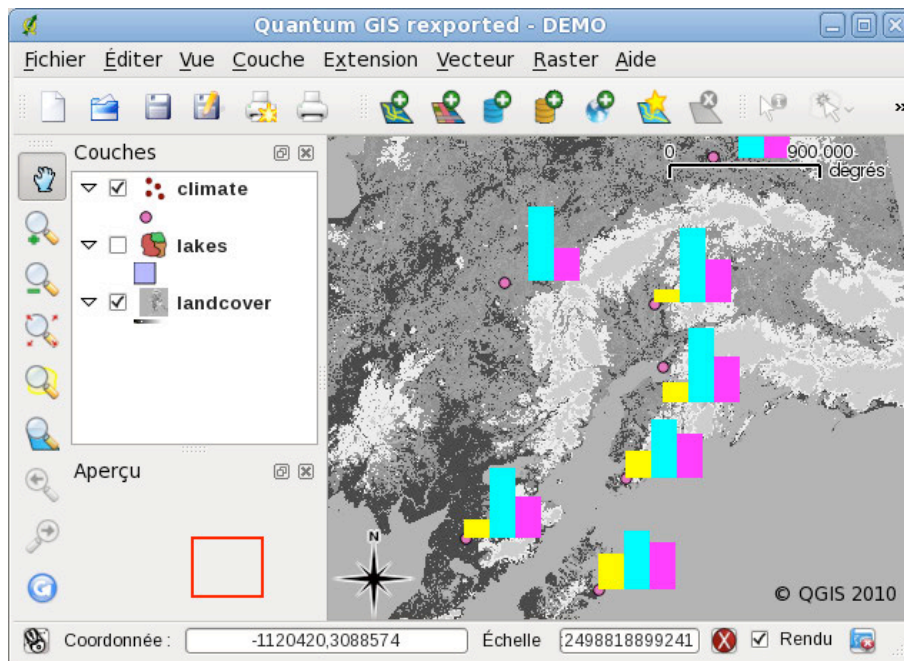 Quantum GIS rexported - DEMO
Fichier Éditer Vue Couche Extension Vecteur Raster Aide
»
Couches
climate
lakes
landcover
Aperçu
0 900,000
degrés
N
© QGIS 2010
Coordonnée : -1120420,3088574 Échelle 2498818899241 Rendu